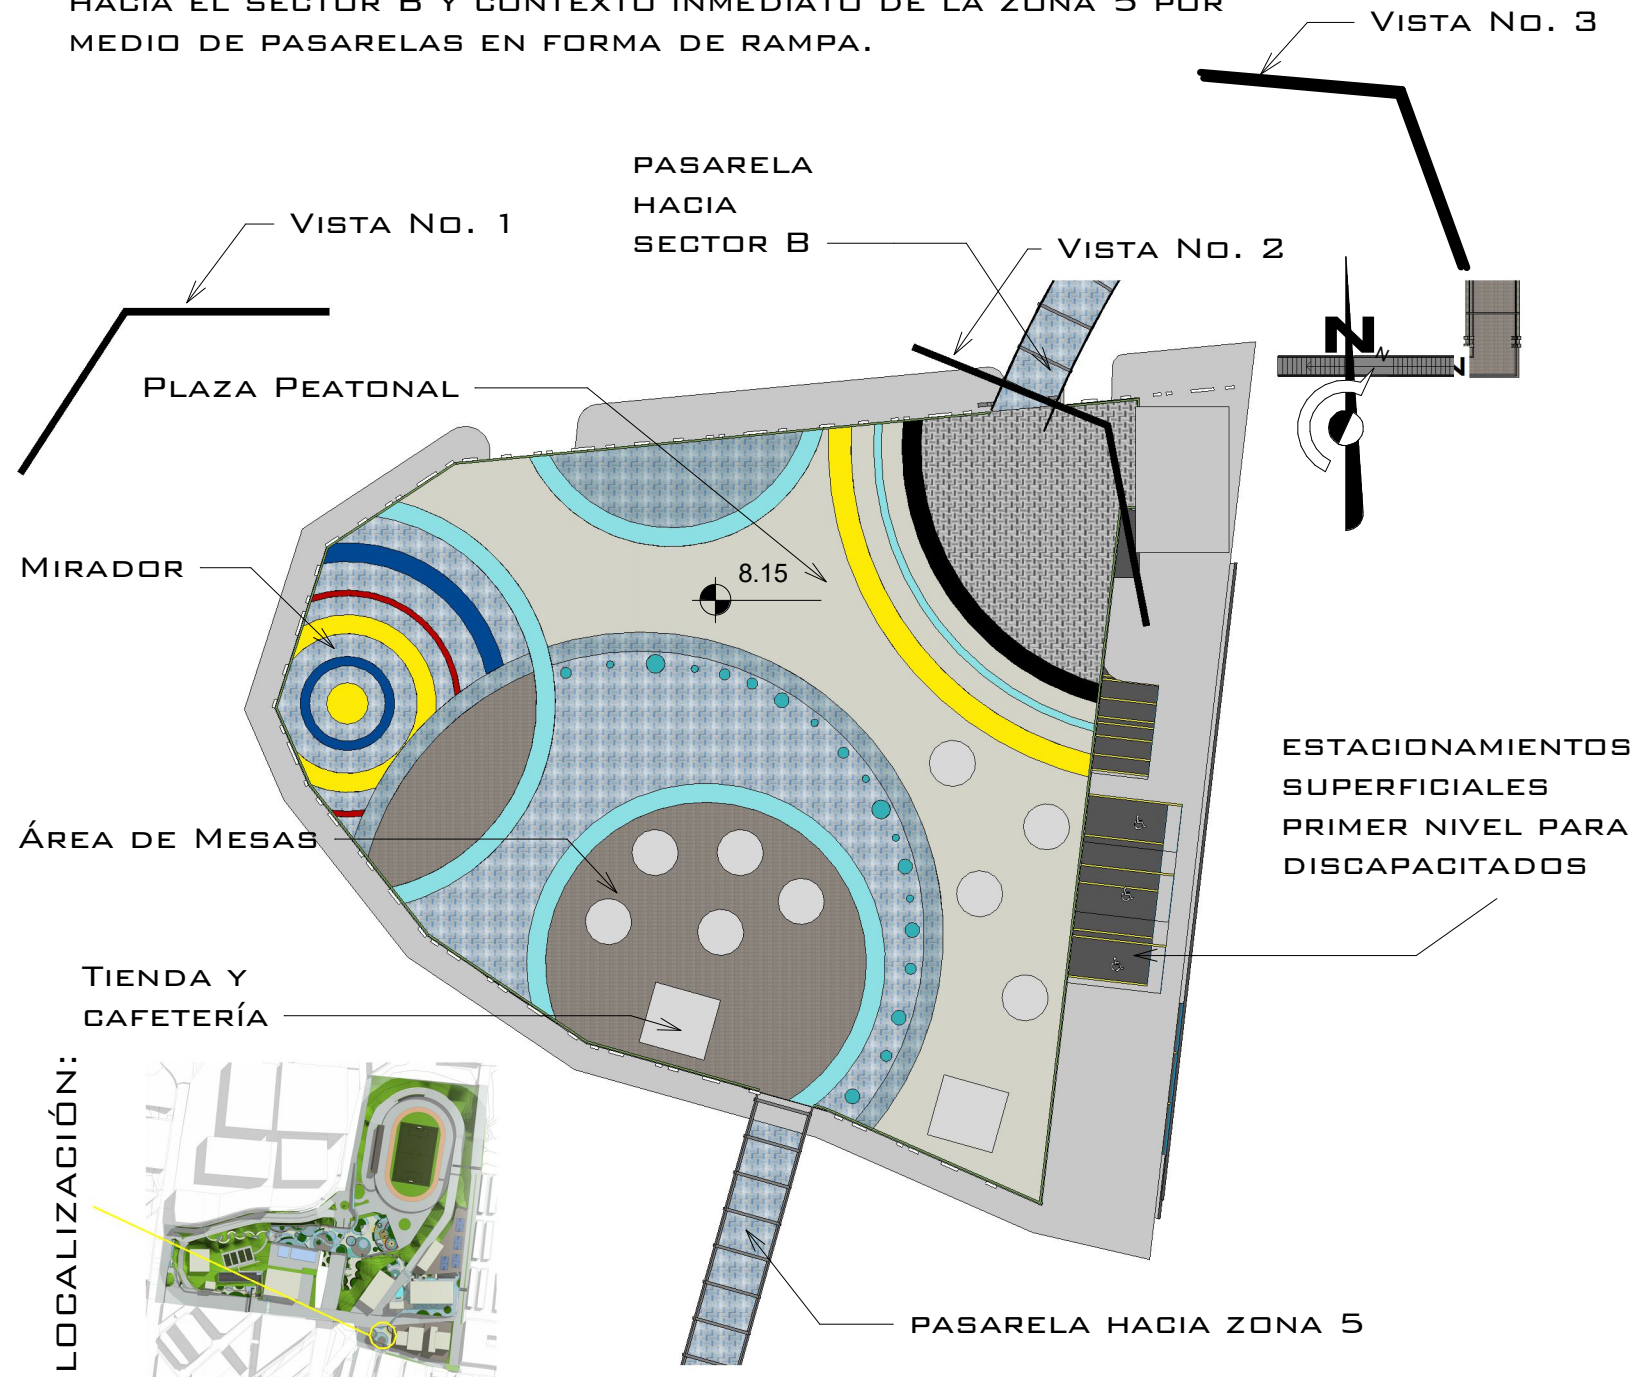 HACIA EL SECTOR B Y CONTEXTO INMEDIATO DE LA ZONA 5 POR
MEDIO DE PASARELAS EN FORMA DE RAMPA.
VISTA NO. 3
PASARELA
HACIA
SECTOR B
VISTA NO. 1
VISTA NO. 2
N
N
N
PLAZA PEATONAL
MIRADOR
8.15
ESTACIONAMIENTOS
SUPERFICIALES
PRIMER NIVEL PARA
DISCAPACITADOS
ÁREA DE MESAS
TIENDA Y
CAFETERÍA
LOCALIZACIÓN:
PASARELA HACIA ZONA 5